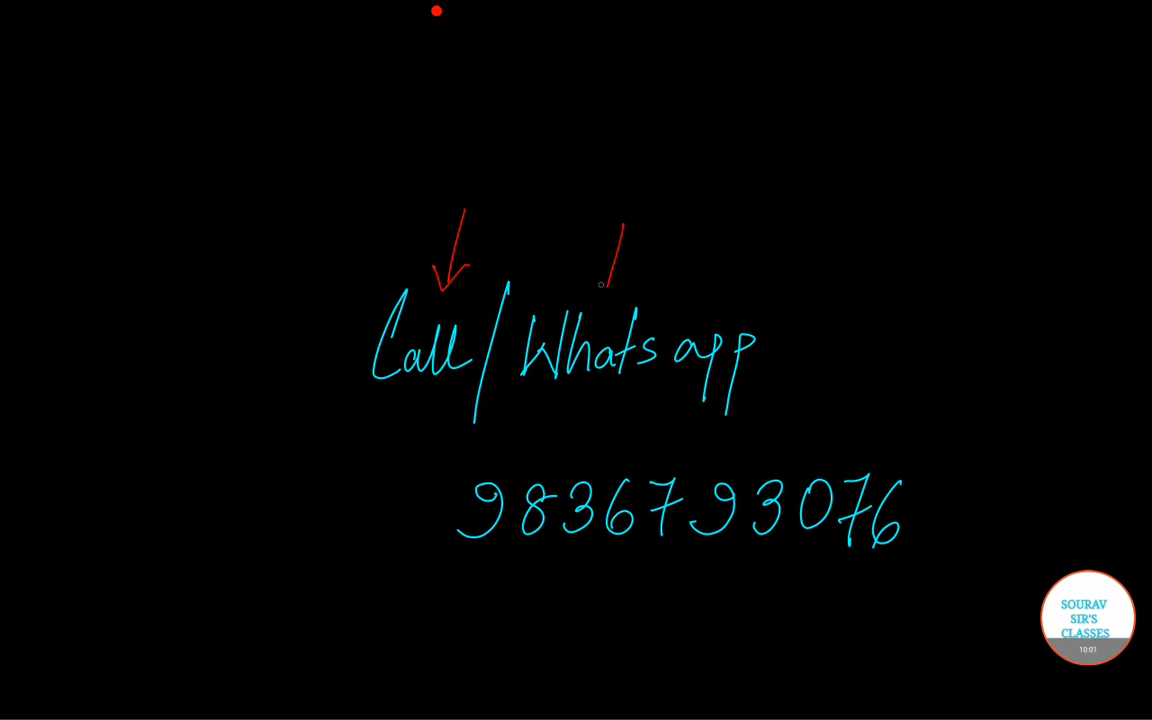 Call/Whatsapp
9836793076
SOURAV
SIR'S
CLASSES
10:01